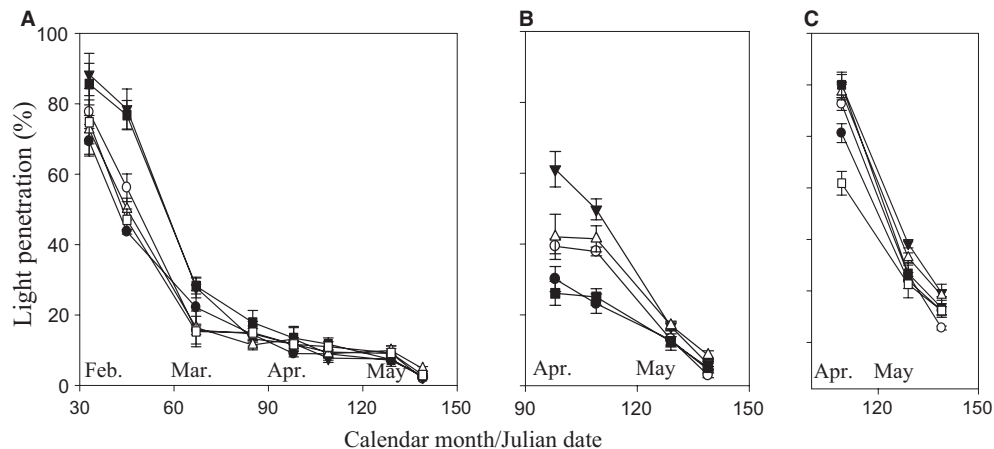 A B C
100
80
60
40
20
0
Light penetration (%)
Feb. Mar. Apr. May
Apr. May
Apr. May
30 60 90 120 150
90 120 150
120 150
Calendar month/Julian date